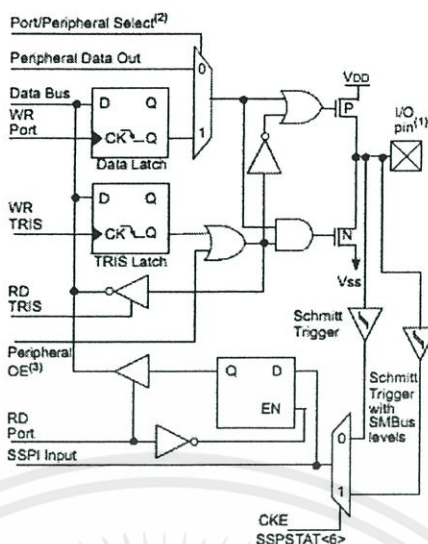 Port/Peripheral Select(2)
Peripheral Data Out
Data Bus
WR
Port
D Q
CK Q
Data Latch
0
1
VDD
P
I/O
pin(1)
WR
TRIS
D Q
CK Q
TRIS Latch
N
Vss
RD
TRIS
Schmitt
Trigger
Peripheral
OE(3)
Q D
EN
Schmitt
Trigger
with
SMBus
levels
RD
Port
SSPI Input
0
1
CKE
SSPSTAT<6>